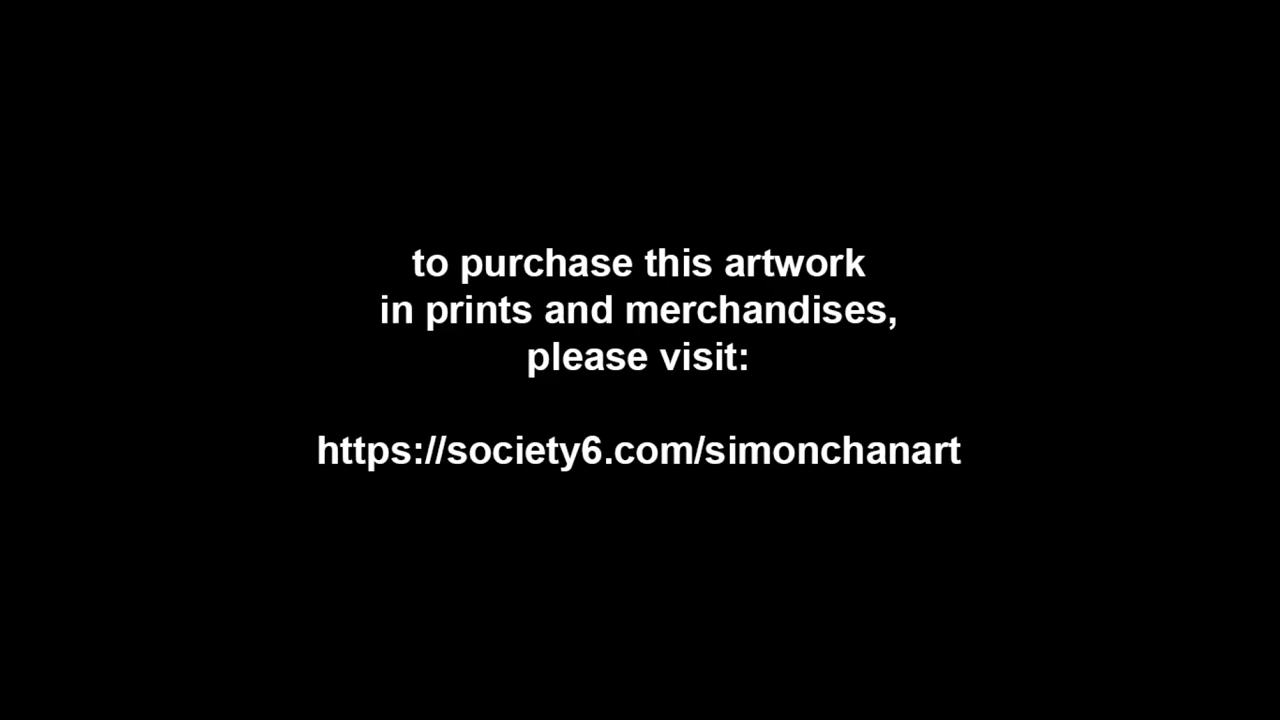 to purchase this artwork
in prints and merchandises,
please visit:
https://society6.com/simonchanart